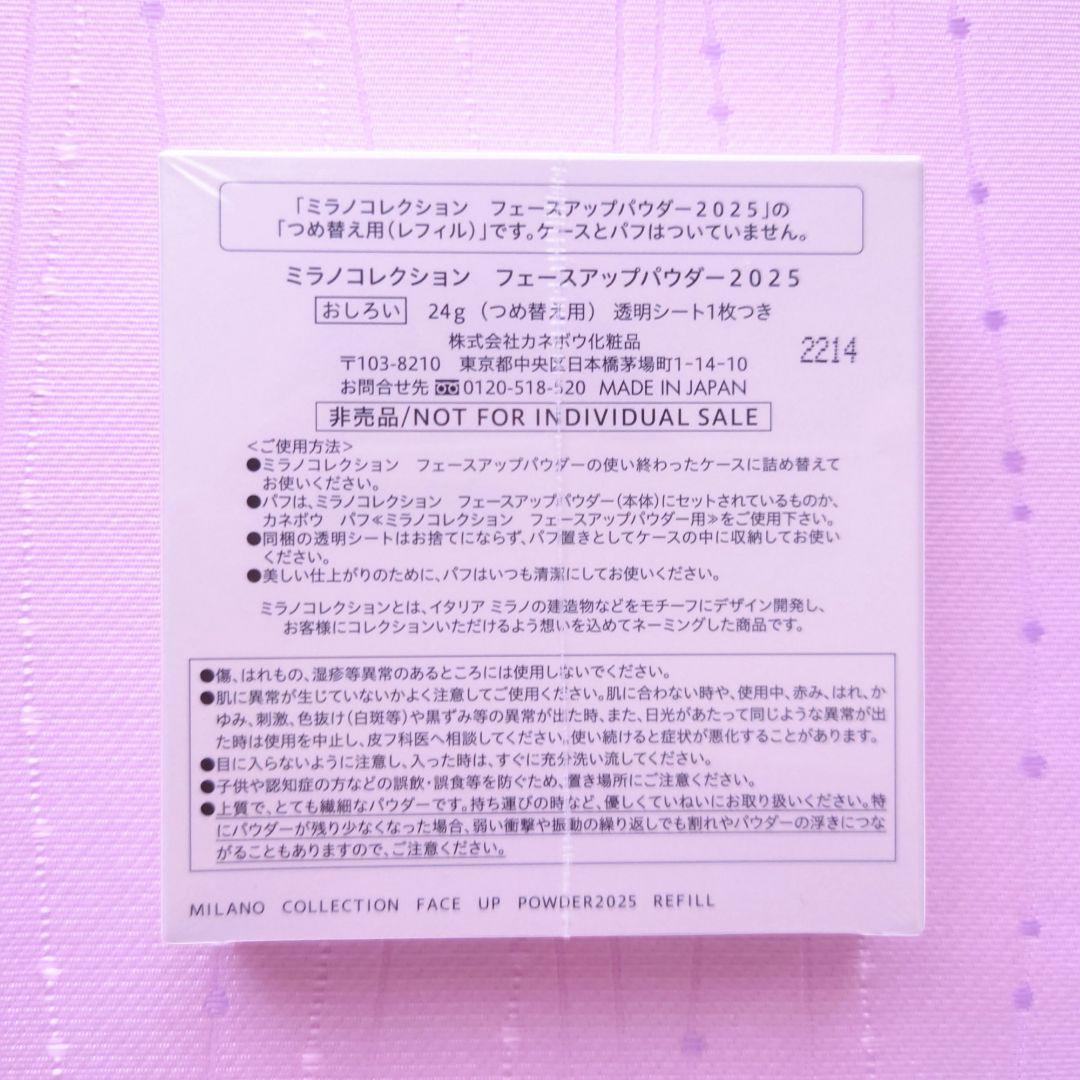 「ミラノコレクション　フェースアップパウダー２０２５」の
「つめ替え用（レフィル）」です。ケースとパフはついていません。
ミラノコレクション　フェースアップパウダー２０２５
おしろい　24g（つめ替え用）　透明シート1枚つき
株式会社カネボウ化粧品
〒103-8210　東京都中央区日本橋茅場町1-14-10
2214
お問合せ先 0120-518-520　MADE IN JAPAN
非売品/NOT FOR INDIVIDUAL SALE
＜ご使用方法＞
●ミラノコレクション　フェースアップパウダーの使い終わったケースに詰め替えて
お使いください。
●パフは、ミラノコレクション　フェースアップパウダー（本体）にセットされているものか、
カネボウ　パフ≪ミラノコレクション　フェースアップパウダー用≫をご使用下さい。
●同梱の透明シートはお捨てにならず、パフ置きとしてケースの中に収納してお使い
ください。
●美しい仕上がりのために、パフはいつも清潔にしてお使いください。
ミラノコレクションとは、イタリア ミラノの建造物などをモチーフにデザイン開発し、
お客様にコレクションいただけるよう想いを込めてネーミングした商品です。
●傷、はれもの、湿疹等異常のあるところには使用しないでください。
●肌に異常が生じていないかよく注意してご使用ください。肌に合わない時や、使用中、赤み、はれ、か
ゆみ、刺激、色抜け（白斑等）や黒ずみ等の異常が出た時、また、日光があたって同じような異常が出
た時は使用を中止し、皮フ科医へ相談してください。使い続けると症状が悪化することがあります。
●目に入らないように注意し、入った時は、すぐに充分洗い流してください。
●子供や認知症の方などの誤飲・誤食等を防ぐため、置き場所にご注意ください。
●上質で、とても繊細なパウダーです。持ち運びの時など、優しくていねいにお取り扱いください。特
にパウダーが残り少なくなった場合、弱い衝撃や振動の繰り返しでも割れやパウダーの浮きにつな
がることもありますので、ご注意ください。
MILANO COLLECTION FACE UP POWDER2025 REFILL